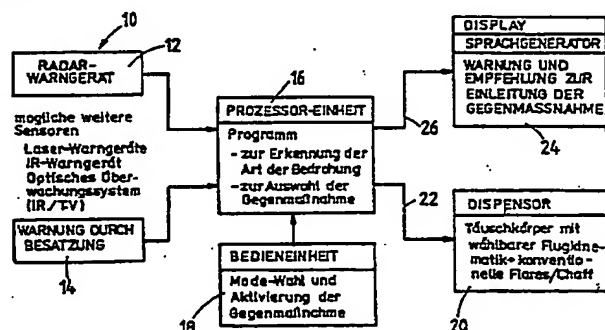 10
12
RADAR-
WARNGERÄT
mögliche weitere
Sensoren
Laser-Warngeräte
IR-Warngerät
Optisches Über-
wachungssystem
(IR/TV)
WARNUNG DURCH
BESATZUNG
14
16
PROZESSOR-EINHEIT
Programm
- zur Erkennung der
Art der Bedrohung
- zur Auswahl der
Gegenmaßnahme
BEDIENEINHEIT
Mode-Wahl und
Aktivierung der
Gegenmaßnahme
18
26
22
DISPLAY
SPRACHGENERATOR
WARNUNG UND
EMPFEHLUNG ZUR
EINLEITUNG DER
GEGENMASSNAHME
24
DISPENSOR
Täuschkörper mit
wählbarer Flugkine-
matik+konventio-
nelle Flares/Chaff
20